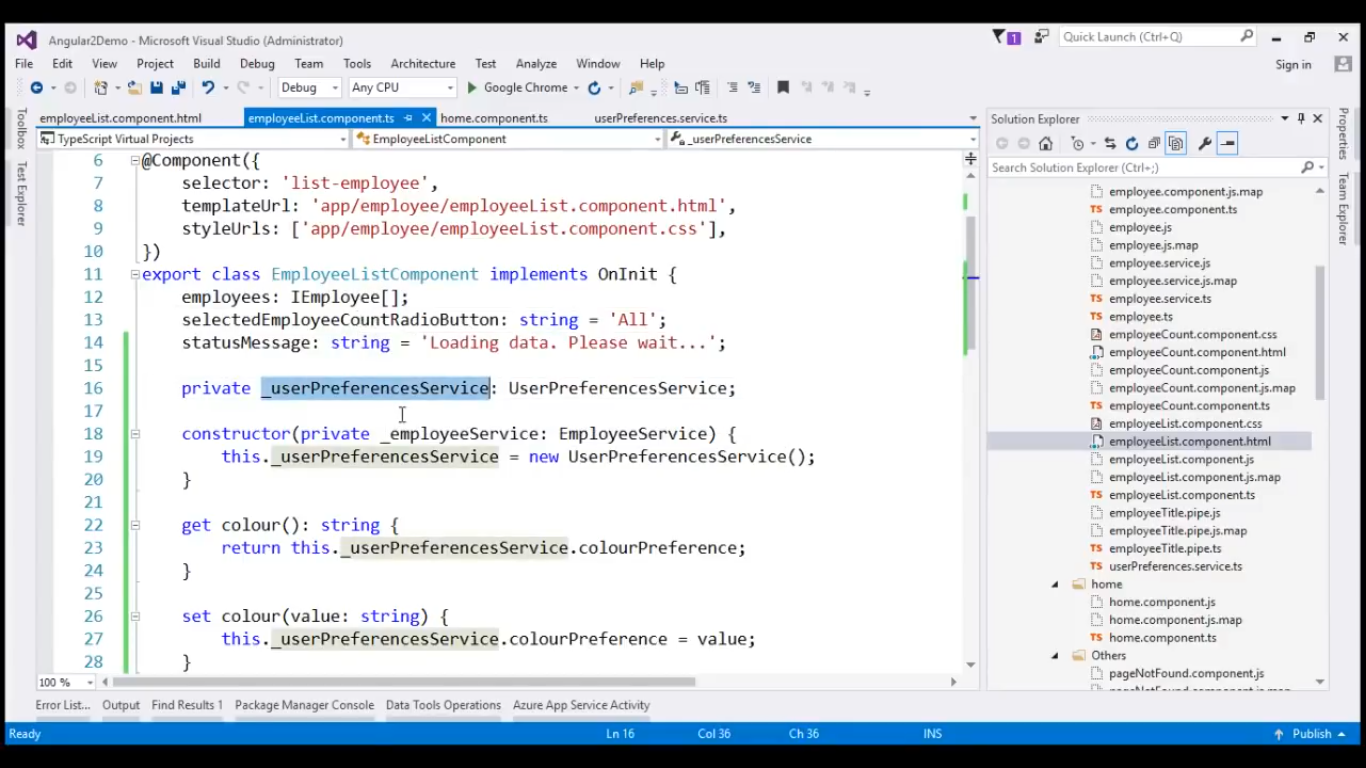 Angular2Demo - Microsoft Visual Studio (Administrator)
1
Quick Launch (Ctrl+Q)
File Edit View Project Build Debug Team Tools Architecture Test Analyze Window Help
Sign in
Debug Any CPU Google Chrome
Toolbox
Test Explorer
employeeList.component.html employeeList.component.ts home.component.ts userPreferences.service.ts
TypeScript Virtual Projects EmployeeListComponent _userPreferencesService
6 @Component({
7 selector: 'list-employee',
8 templateUrl: 'app/employee/employeeList.component.html',
9 styleUrls: ['app/employee/employeeList.component.css'],
10 })
11 export class EmployeeListComponent implements OnInit {
12 employees: IEmployee[];
13 selectedEmployeeCountRadioButton: string = 'All';
14 statusMessage: string = 'Loading data. Please wait...';
15
16 private _userPreferencesService: UserPreferencesService;
17
18 constructor(private _employeeService: EmployeeService) {
19 this._userPreferencesService = new UserPreferencesService();
20 }
21
22 get colour(): string {
23 return this._userPreferencesService.colourPreference;
24 }
25
26 set colour(value: string) {
27 this._userPreferencesService.colourPreference = value;
28 }
100 %
Solution Explorer
Search Solution Explorer (Ctrl+;)
employee.component.js.map
employee.component.ts
employee.js
employee.js.map
employee.service.js
employee.service.js.map
employee.service.ts
employee.ts
employeeCount.component.css
employeeCount.component.html
employeeCount.component.js
employeeCount.component.js.map
employeeCount.component.ts
employeeList.component.css
employeeList.component.html
employeeList.component.js
employeeList.component.js.map
employeeList.component.ts
employeeTitle.pipe.js
employeeTitle.pipe.js.map
employeeTitle.pipe.ts
userPreferences.service.ts
home
home.component.js
home.component.js.map
home.component.ts
Others
pageNotFound.component.js
Properties
Team Explorer
Error List... Output Find Results 1 Package Manager Console Data Tools Operations Azure App Service Activity
Ready Ln 16 Col 36 Ch 36 INS Publish